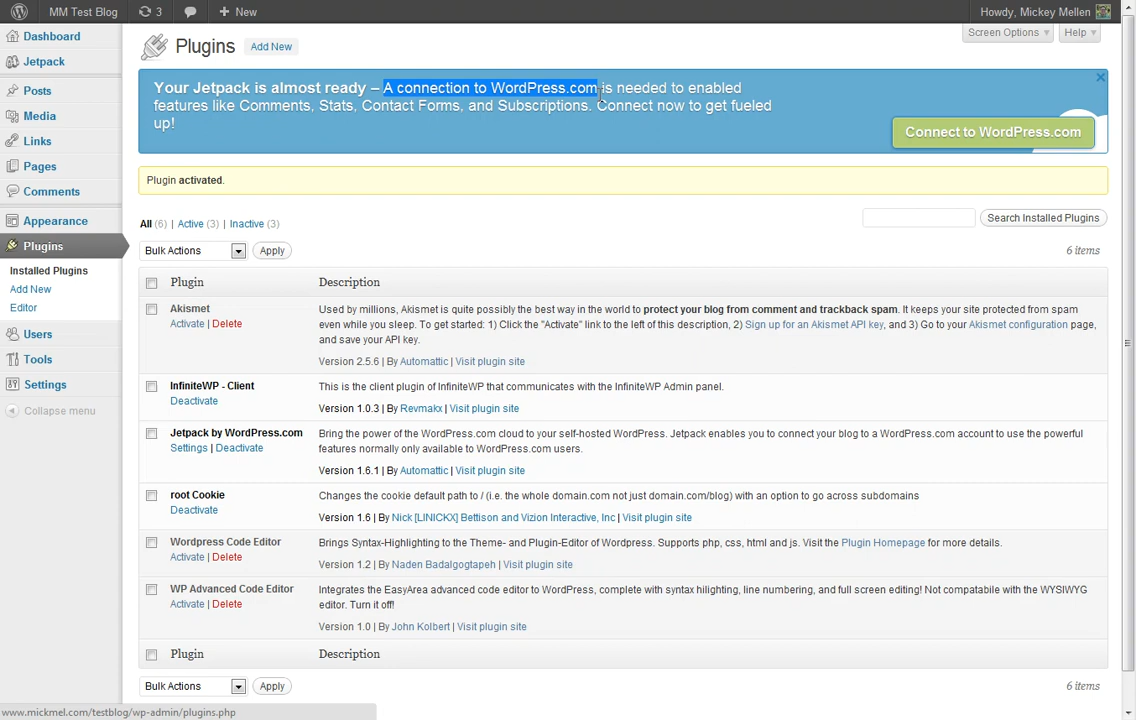 MM Test Blog 3 + New Howdy, Mickey Mellen
Dashboard
Jetpack
Posts
Media
Links
Pages
Comments
Appearance
Plugins
Installed Plugins
Add New
Editor
Users
Tools
Settings
Collapse menu
Screen Options Help
Plugins Add New
Your Jetpack is almost ready – A connection to WordPress.com is needed to enabled
features like Comments, Stats, Contact Forms, and Subscriptions. Connect now to get fueled
up!
Connect to WordPress.com
Plugin activated.
All (6) | Active (3) | Inactive (3)
Search Installed Plugins
Bulk Actions Apply 6 items
Plugin Description
Akismet
Activate | Delete
Used by millions, Akismet is quite possibly the best way in the world to protect your blog from comment and trackback spam. It keeps your site protected from spam
even while you sleep. To get started: 1) Click the "Activate" link to the left of this description, 2) Sign up for an Akismet API key, and 3) Go to your Akismet configuration page,
and save your API key.
Version 2.5.6 | By Automattic | Visit plugin site
InfiniteWP - Client
Deactivate
This is the client plugin of InfiniteWP that communicates with the InfiniteWP Admin panel.
Version 1.0.3 | By Revmakx | Visit plugin site
Jetpack by WordPress.com
Settings | Deactivate
Bring the power of the WordPress.com cloud to your self-hosted WordPress. Jetpack enables you to connect your blog to a WordPress.com account to use the powerful
features normally only available to WordPress.com users.
Version 1.6.1 | By Automattic | Visit plugin site
root Cookie
Deactivate
Changes the cookie default path to / (i.e. the whole domain.com not just domain.com/blog) with an option to go across subdomains
Version 1.6 | By Nick [LINICKX] Bettison and Vizion Interactive, Inc | Visit plugin site
Wordpress Code Editor
Activate | Delete
Brings Syntax-Highlighting to the Theme- and Plugin-Editor of Wordpress. Supports php, css, html and js. Visit the Plugin Homepage for more details.
Version 1.2 | By Naden Badalgogtapeh | Visit plugin site
WP Advanced Code Editor
Activate | Delete
Integrates the EasyArea advanced code editor to WordPress, complete with syntax hilighting, line numbering, and full screen editing! Not compatabile with the WYSIWYG
editor. Turn it off!
Version 1.0 | By John Kolbert | Visit plugin site
Plugin Description
Bulk Actions Apply 6 items
www.mickmel.com/testblog/wp-admin/plugins.php